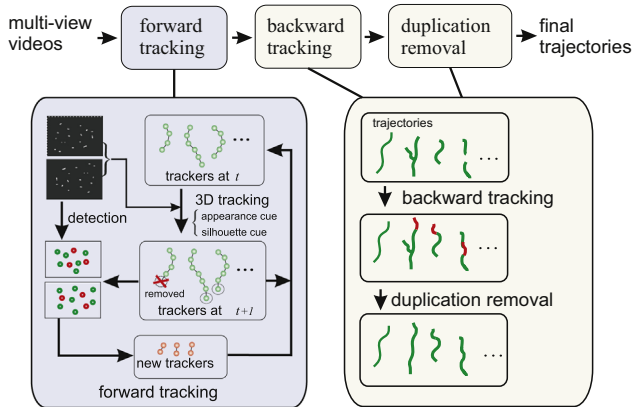 multi-view
videos
forward
tracking
backward
tracking
duplication
removal
final
trajectories
trackers at t
3D tracking
appearance cue
silhouette cue
detection
removed
trackers at t+1
new trackers
forward tracking
trajectories
backward tracking
duplication removal